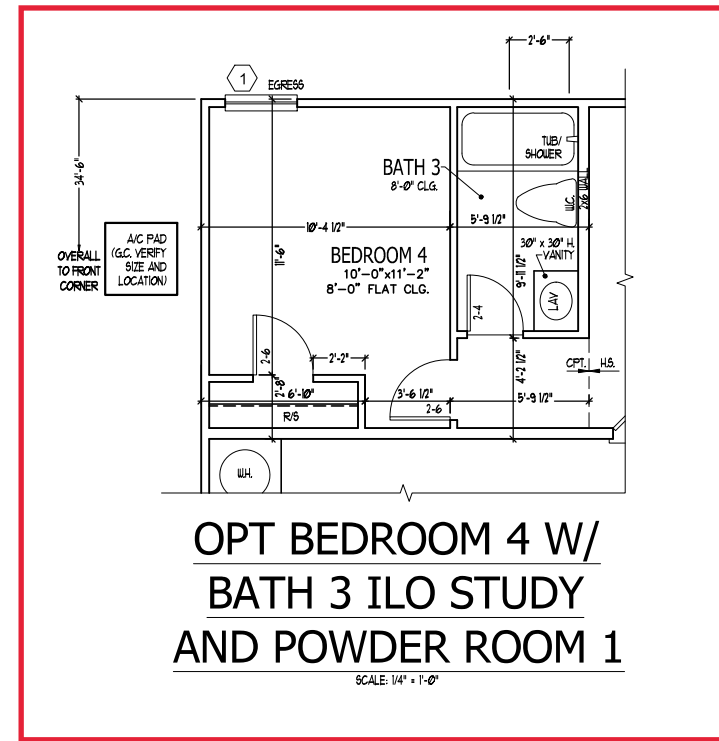 2'-6"
1
EGRESS
34'-6"
TUB/
SHOWER
BATH 3
8'-0" CLG.
W.C.
2x6 WALL
10'-4 1/2"
5'-9 1/2"
A/C PAD
(G.C. VERIFY
SIZE AND
LOCATION)
OVERALL
TO FRONT
CORNER
11'-6"
BEDROOM 4
10'-0"x11'-2"
8'-0" FLAT CLG.
30" x 30" H.
VANITY
9'-11 1/2"
LAV
2-4
2-6
2'-2"
4'-2 1/2"
CPT.
H.S.
2'-8"
6'-10"
3'-6 1/2"
5'-9 1/2"
2-6
R/S
W.H.
OPT BEDROOM 4 W/
BATH 3 ILO STUDY
AND POWDER ROOM 1
SCALE: 1/4" = 1'-0"